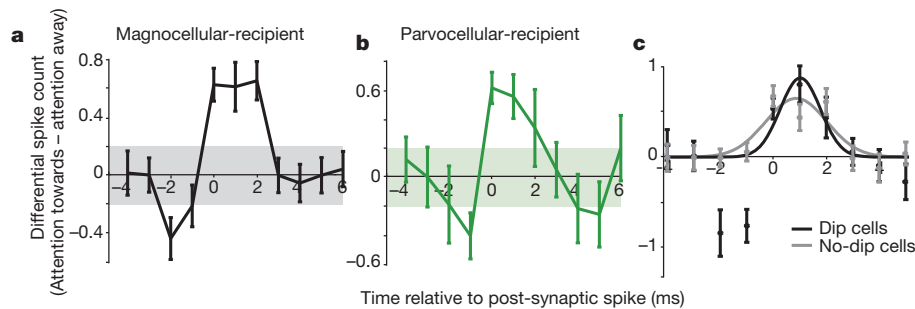 a
Magnocellular-recipient
b
Parvocellular-recipient
c
Differential spike count
(Attention towards – attention away)
0.8
0.4
0
−0.4
−4 −2 0 2 4 6
0.6
0
−0.6
−4 −2 0 2 4 6
1
0
−1
−4 −2 0 2 4
Dip cells
No-dip cells
Time relative to post-synaptic spike (ms)